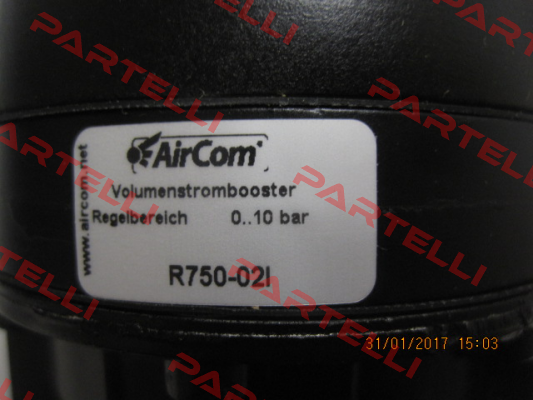 AirCom
Volumenstrombooster
Regelbereich 0..10 bar
R750-02I
www.aircom.net
31/01/2017 15:03
PARTELLI
PARTELLI
PARTELLI
PARTELLI
PARTELLI
PARTELLI